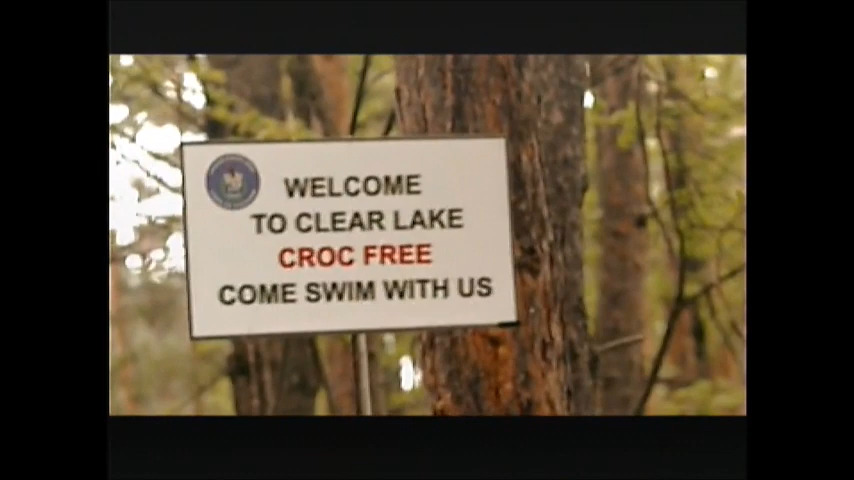 WELCOME
TO CLEAR LAKE
CROC FREE
COME SWIM WITH US